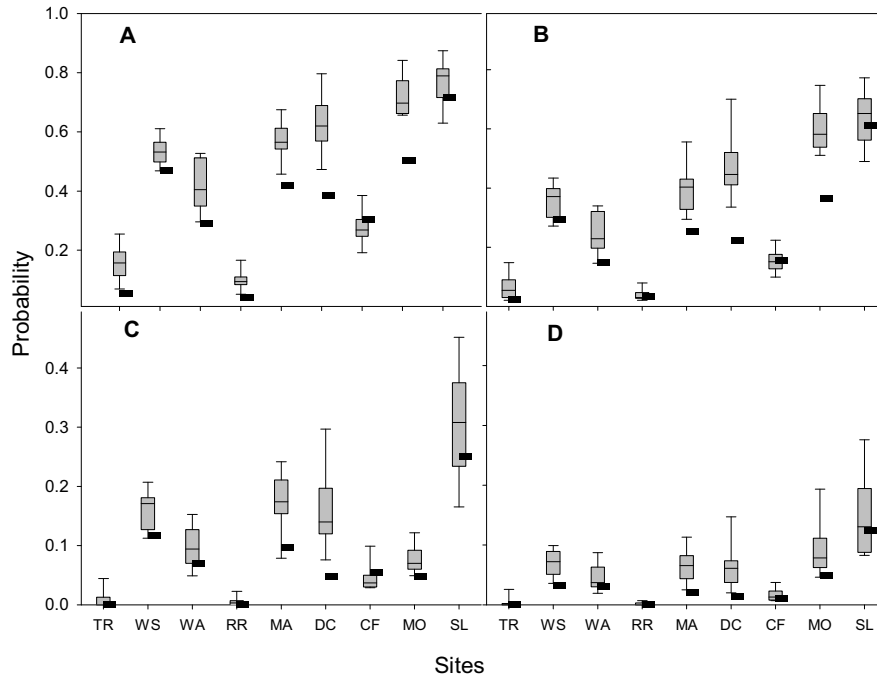 A
B
1.0
0.8
0.6
0.4
0.2
Probability
C
D
0.4
0.3
0.2
0.1
0.0
TR WS WA RR MA DC CF MO SL TR WS WA RR MA DC CF MO SL
Sites